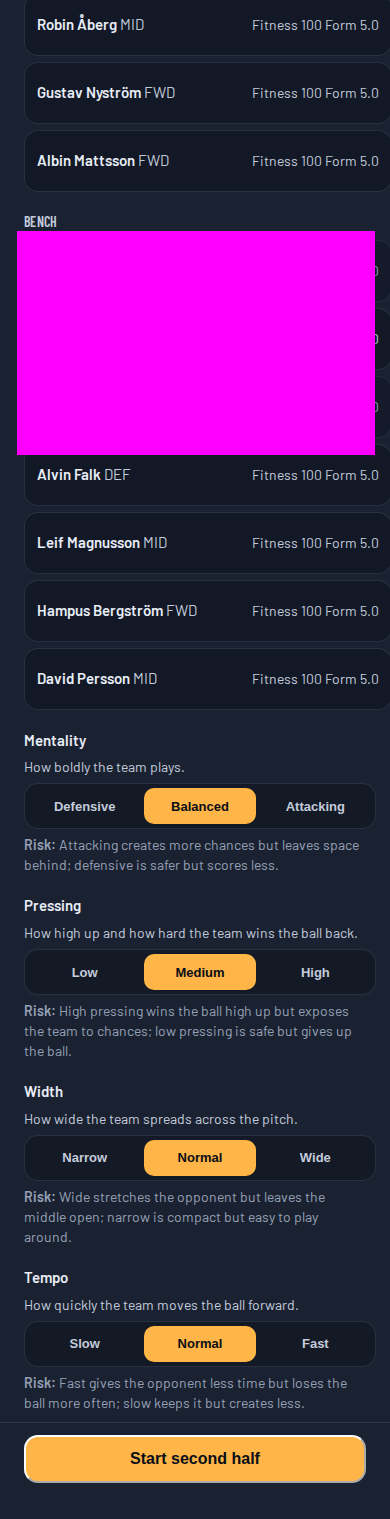 Robin Åberg MID Fitness 100 Form 5.0
Gustav Nyström FWD Fitness 100 Form 5.0
Albin Mattsson FWD Fitness 100 Form 5.0
BENCH
Alvin Falk DEF Fitness 100 Form 5.0
Leif Magnusson MID Fitness 100 Form 5.0
Hampus Bergström FWD Fitness 100 Form 5.0
David Persson MID Fitness 100 Form 5.0
Mentality
How boldly the team plays.
Defensive Balanced Attacking
Risk: Attacking creates more chances but leaves space
behind; defensive is safer but scores less.
Pressing
How high up and how hard the team wins the ball back.
Low Medium High
Risk: High pressing wins the ball high up but exposes
the team to chances; low pressing is safe but gives up
the ball.
Width
How wide the team spreads across the pitch.
Narrow Normal Wide
Risk: Wide stretches the opponent but leaves the
middle open; narrow is compact but easy to play
around.
Tempo
How quickly the team moves the ball forward.
Slow Normal Fast
Risk: Fast gives the opponent less time but loses the
ball more often; slow keeps it but creates less.
Start second half